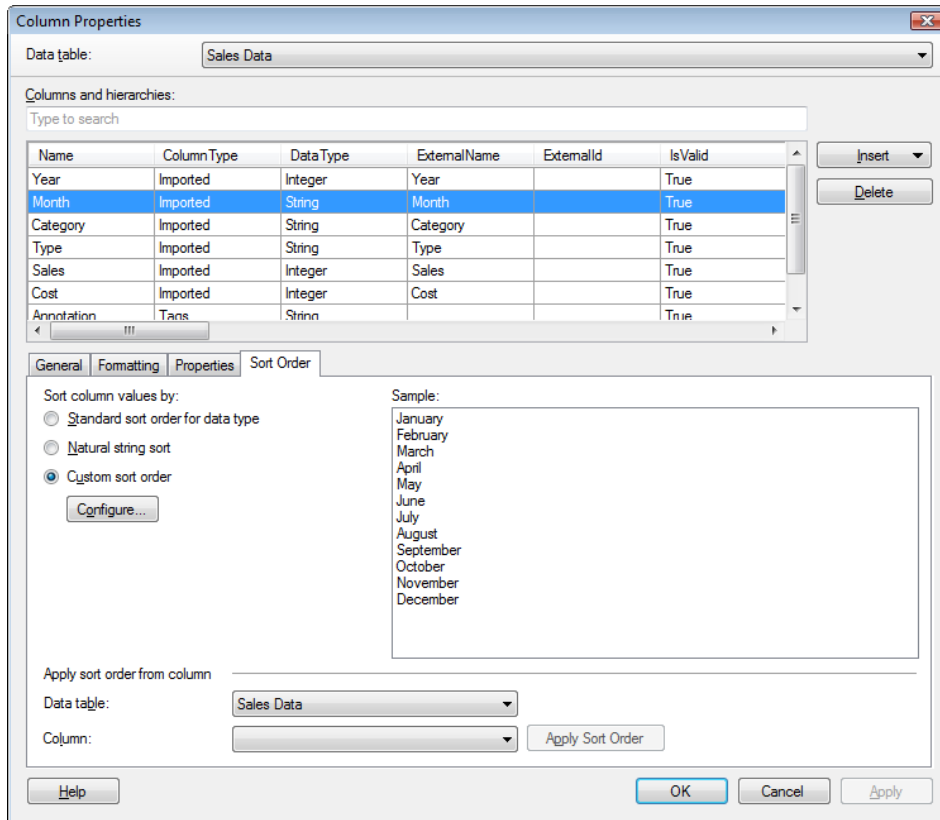 Column Properties
Data table: Sales Data
Columns and hierarchies:
Type to search
Name ColumnType DataType ExternalName ExternalId IsValid
Year Imported Integer Year True
Month Imported String Month True
Category Imported String Category True
Type Imported String Type True
Sales Imported Integer Sales True
Cost Imported Integer Cost True
Annotation Tags String True
Insert
Delete
General Formatting Properties Sort Order
Sort column values by:
Standard sort order for data type
Natural string sort
Custom sort order
Configure...
Sample:
January
February
March
April
May
June
July
August
September
October
November
December
Apply sort order from column
Data table: Sales Data
Column: Apply Sort Order
Help OK Cancel Apply